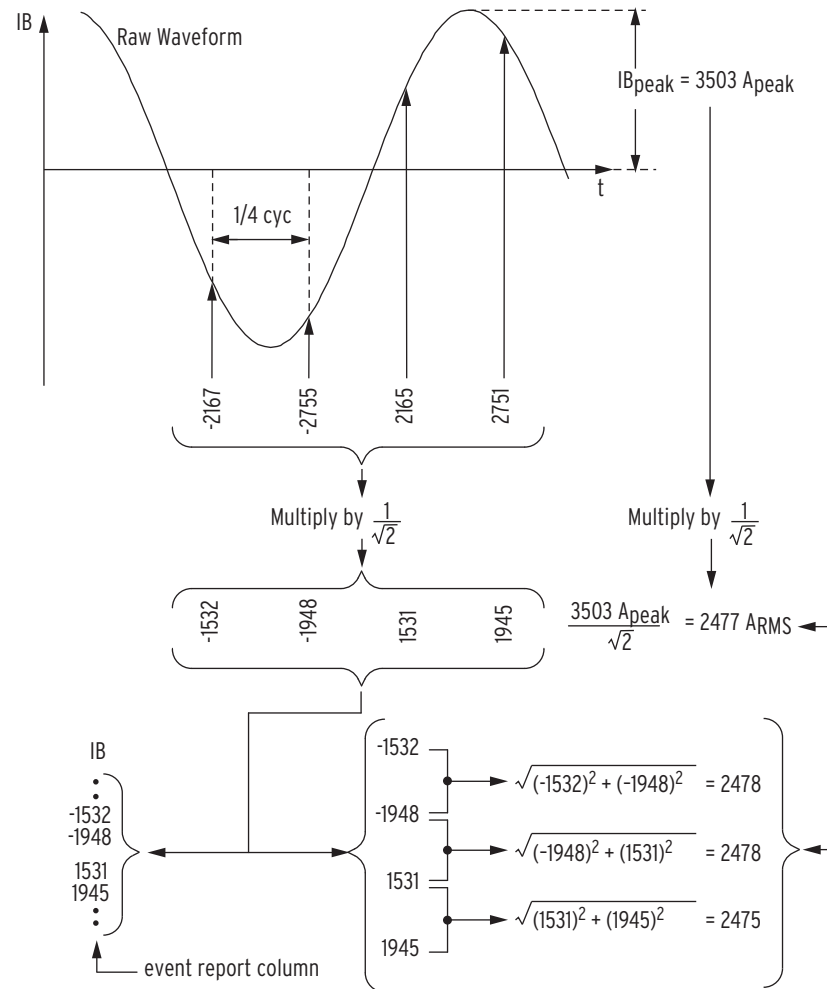 IB
Raw Waveform
IBpeak = 3503 Apeak
t
1/4 cyc
-2167
-2755
2165
2751
Multiply by 1/√2
Multiply by 1/√2
-1532
-1948
1531
1945
3503 Apeak/√2 = 2477 ARMS
IB
-1532
-1948
1531
1945
event report column
-1532
-1948
1531
1945
√(-1532)² + (-1948)² = 2478
√(-1948)² + (1531)² = 2478
√(1531)² + (1945)² = 2475